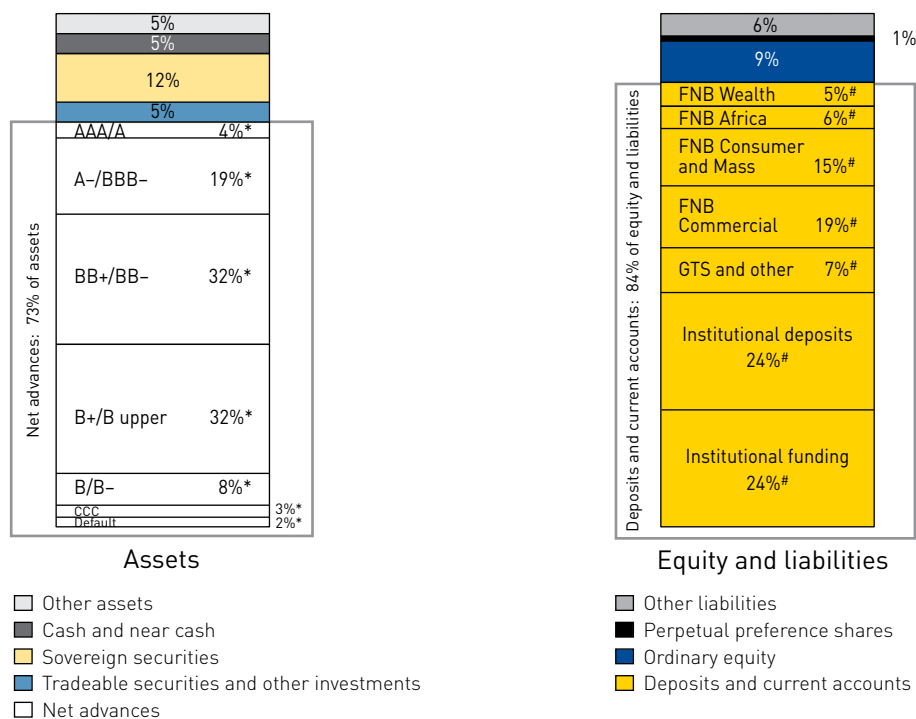 5%
5%
12%
5%
AAA/A 4%*
A–/BBB– 19%*
BB+/BB– 32%*
B+/B upper 32%*
B/B– 8%*
CCC 3%*
Default 2%*
Net advances: 73% of assets
Assets
Other assets
Cash and near cash
Sovereign securities
Tradeable securities and other investments
Net advances
6%
1%
9%
FNB Wealth 5%#
FNB Africa 6%#
FNB Consumer
and Mass 15%#
FNB
Commercial 19%#
GTS and other 7%#
Institutional deposits
24%#
Institutional funding
24%#
Deposits and current accounts: 84% of equity and liabilities
Equity and liabilities
Other liabilities
Perpetual preference shares
Ordinary equity
Deposits and current accounts